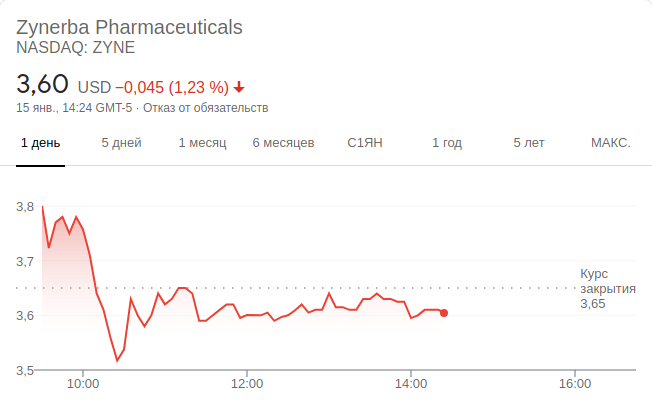 Zynerba Pharmaceuticals
NASDAQ: ZYNE
3,60 USD −0,045 (1,23 %)
15 янв., 14:24 GMT-5 · Отказ от обязательств
1 день 5 дней 1 месяц 6 месяцев С1ЯН 1 год 5 лет МАКС.
3,8
3,7
Курс
закрытия
3,65
3,6
3,5
10:00 12:00 14:00 16:00